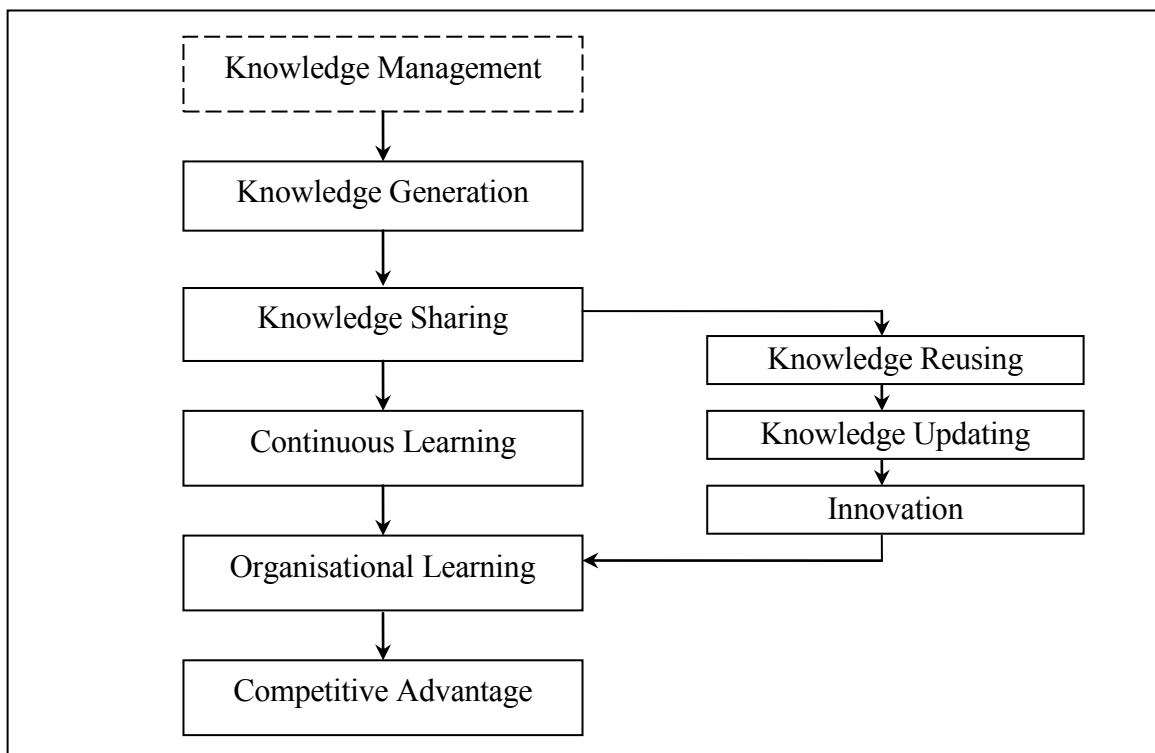 Knowledge Management
Knowledge Generation
Knowledge Sharing
Continuous Learning
Organisational Learning
Competitive Advantage
Knowledge Reusing
Knowledge Updating
Innovation